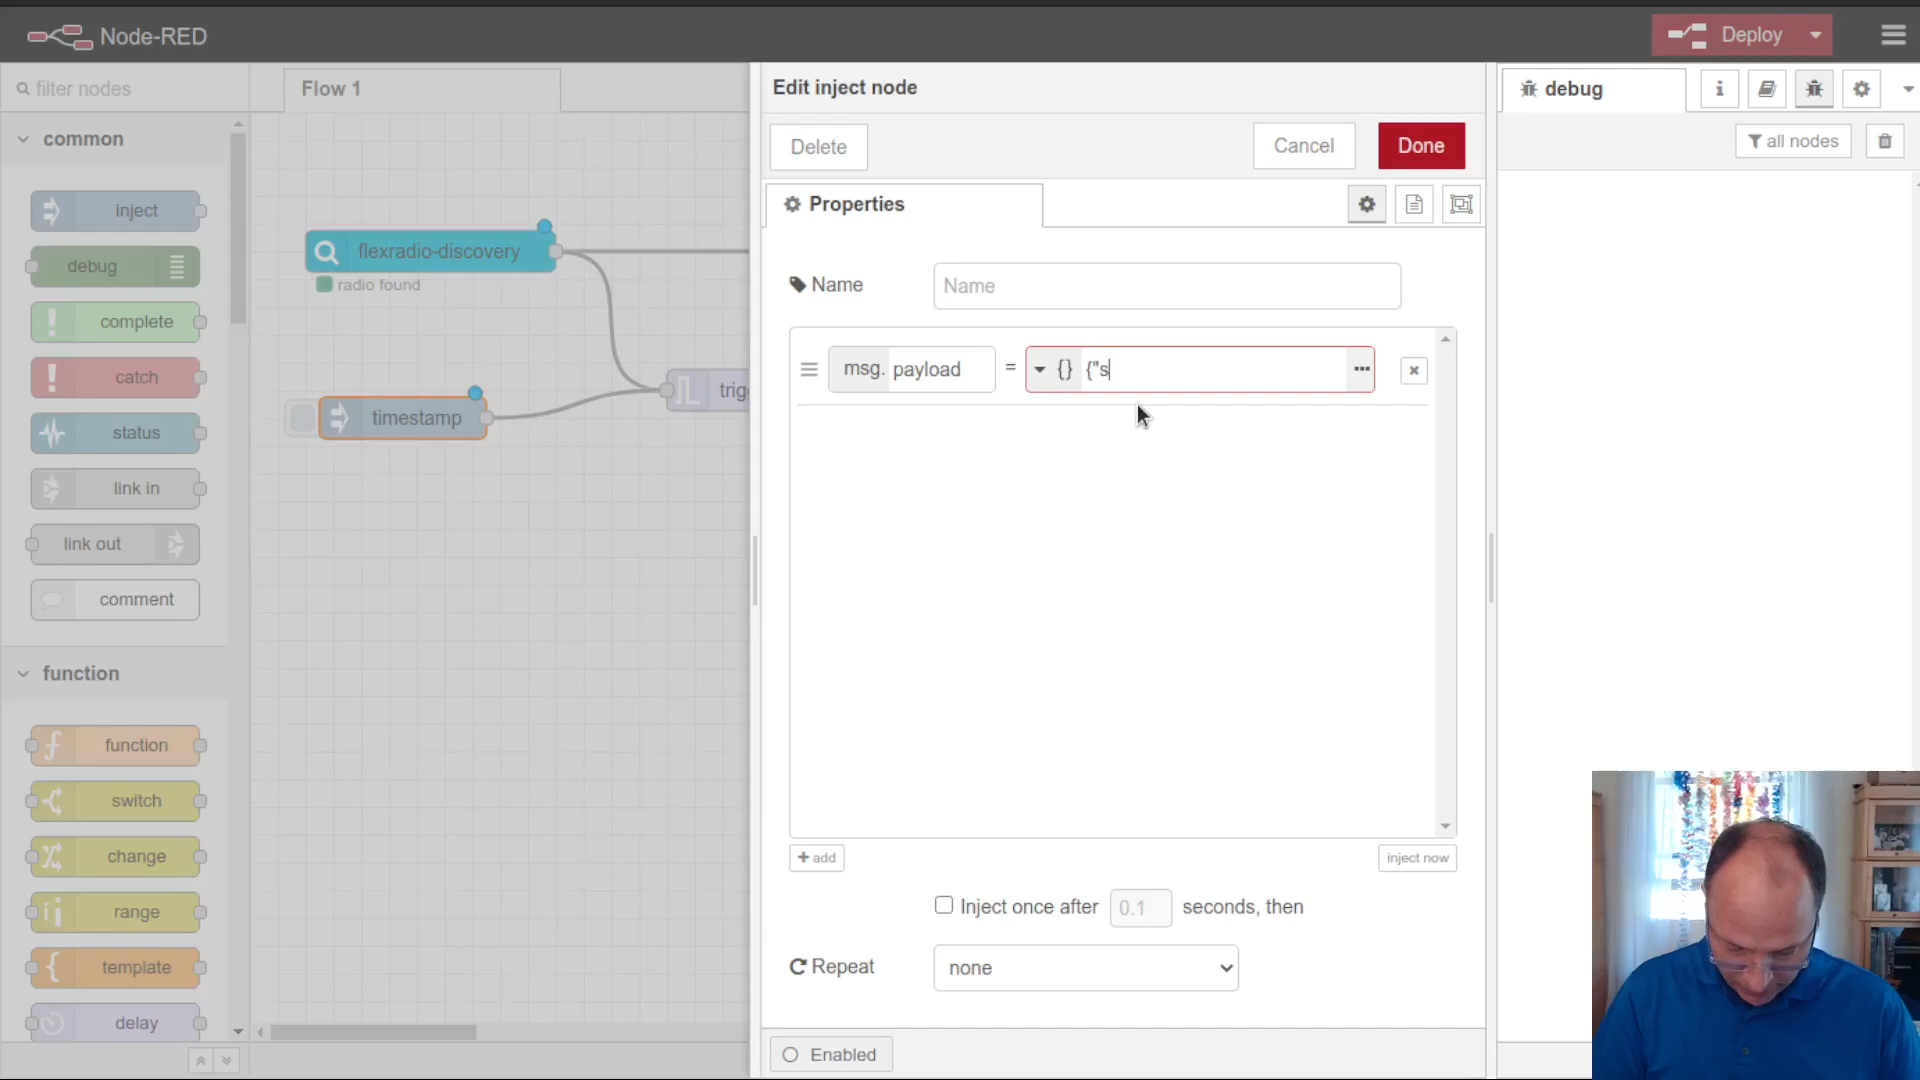 Node-RED
Deploy
filter nodes
Flow 1
Edit inject node
debug
i
common
Delete
Cancel
Done
all nodes
inject
Properties
debug
flexradio-discovery
radio found
Name
Name
complete
msg. payload = {} {"s
catch
trig
timestamp
status
link in
link out
comment
function
function
switch
change
add
inject now
range
Inject once after 0.1 seconds, then
template
Repeat
none
delay
Enabled